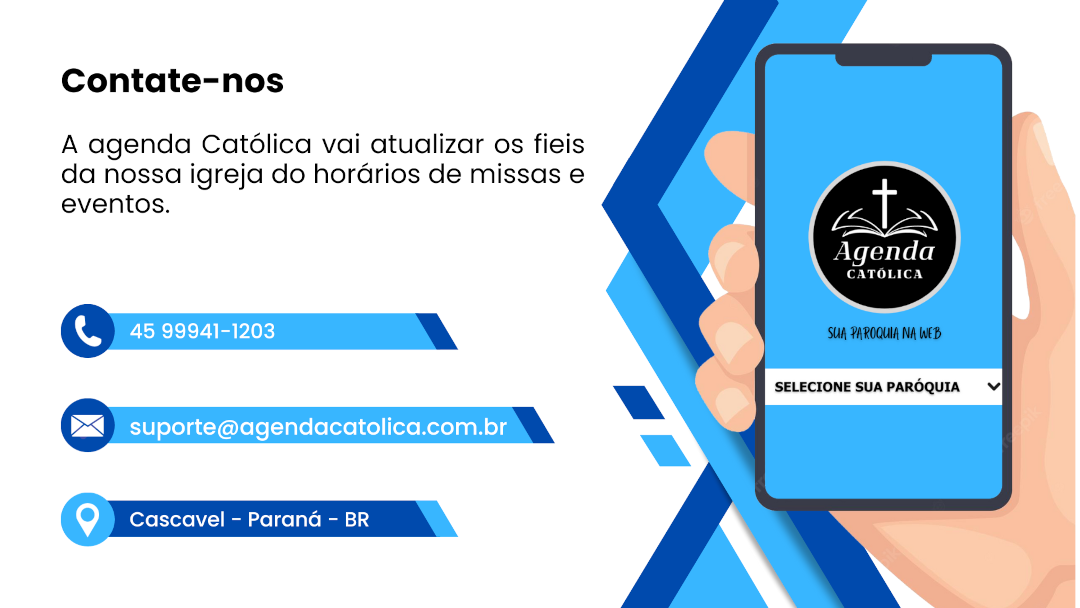 Contate-nos
A agenda Católica vai atualizar os fieis
da nossa igreja do horários de missas e
eventos.
45 99941-1203
suporte@agendacatolica.com.br
Cascavel - Paraná - BR
Agenda
CATÓLICA
SUA PAROQUIA NA WEB
SELECIONE SUA PARÓQUIA